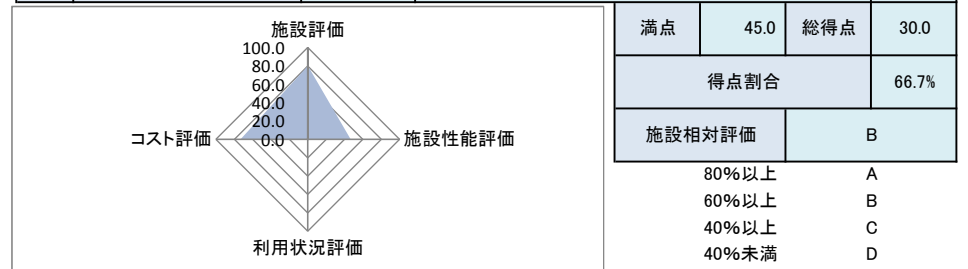 施設評価
100.0
80.0
60.0
40.0
20.0
0.0
コスト評価
施設性能評価
利用状況評価
満点 45.0 総得点 30.0
得点割合 66.7%
施設相対評価 B
80%以上 A
60%以上 B
40%以上 C
40%未満 D